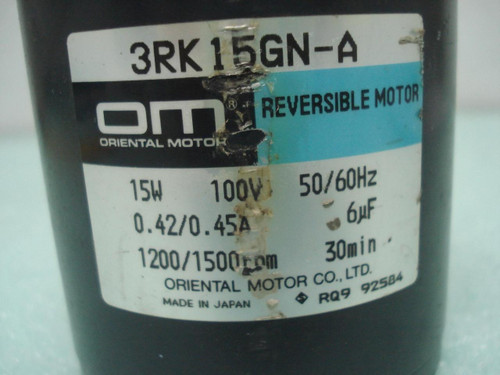 3RK15GN-A
OM®
ORIENTAL MOTOR
REVERSIBLE MOTOR
15W 100V 50/60Hz
0.42/0.45A 6µF
1200/1500rpm 30min
ORIENTAL MOTOR CO., LTD.
MADE IN JAPAN S RQ9 92584